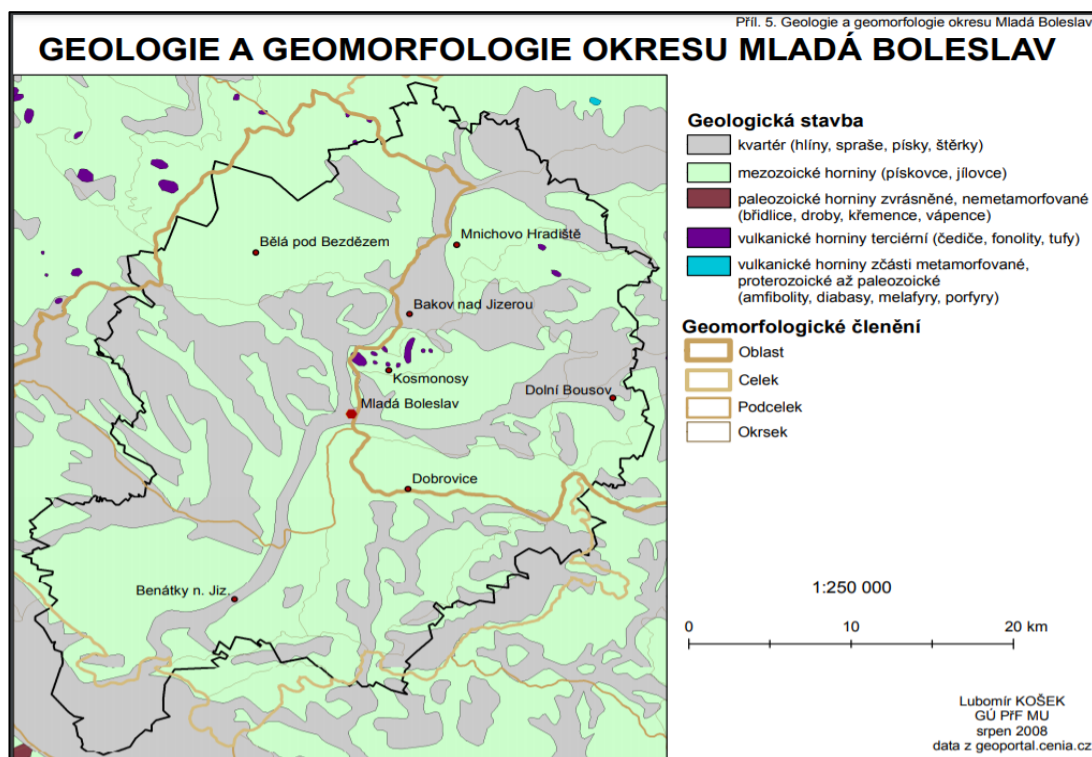 Příl. 5. Geologie a geomorfologie okresu Mladá Boleslav
GEOLOGIE A GEOMORFOLOGIE OKRESU MLADÁ BOLESLAV
Bělá pod Bezdězem
Mnichovo Hradiště
Bakov nad Jizerou
Kosmonosy
Dolní Bousov
Mladá Boleslav
Dobrovice
Benátky n. Jiz.
Geologická stavba
kvartér (hlíny, spraše, písky, štěrky)
mezozoické horniny (pískovce, jílovce)
paleozoické horniny zvrásněné, nemetamorfované
(břidlice, droby, křemence, vápence)
vulkanické horniny terciérní (čediče, fonolity, tufy)
vulkanické horniny zčásti metamorfované,
proterozoické až paleozoické
(amfibolity, diabasy, melafyry, porfyry)
Geomorfologické členění
Oblast
Celek
Podcelek
Okrsek
1:250 000
0 10 20 km
Lubomír KOŠEK
GÚ PřF MU
srpen 2008
data z geoportal.cenia.cz